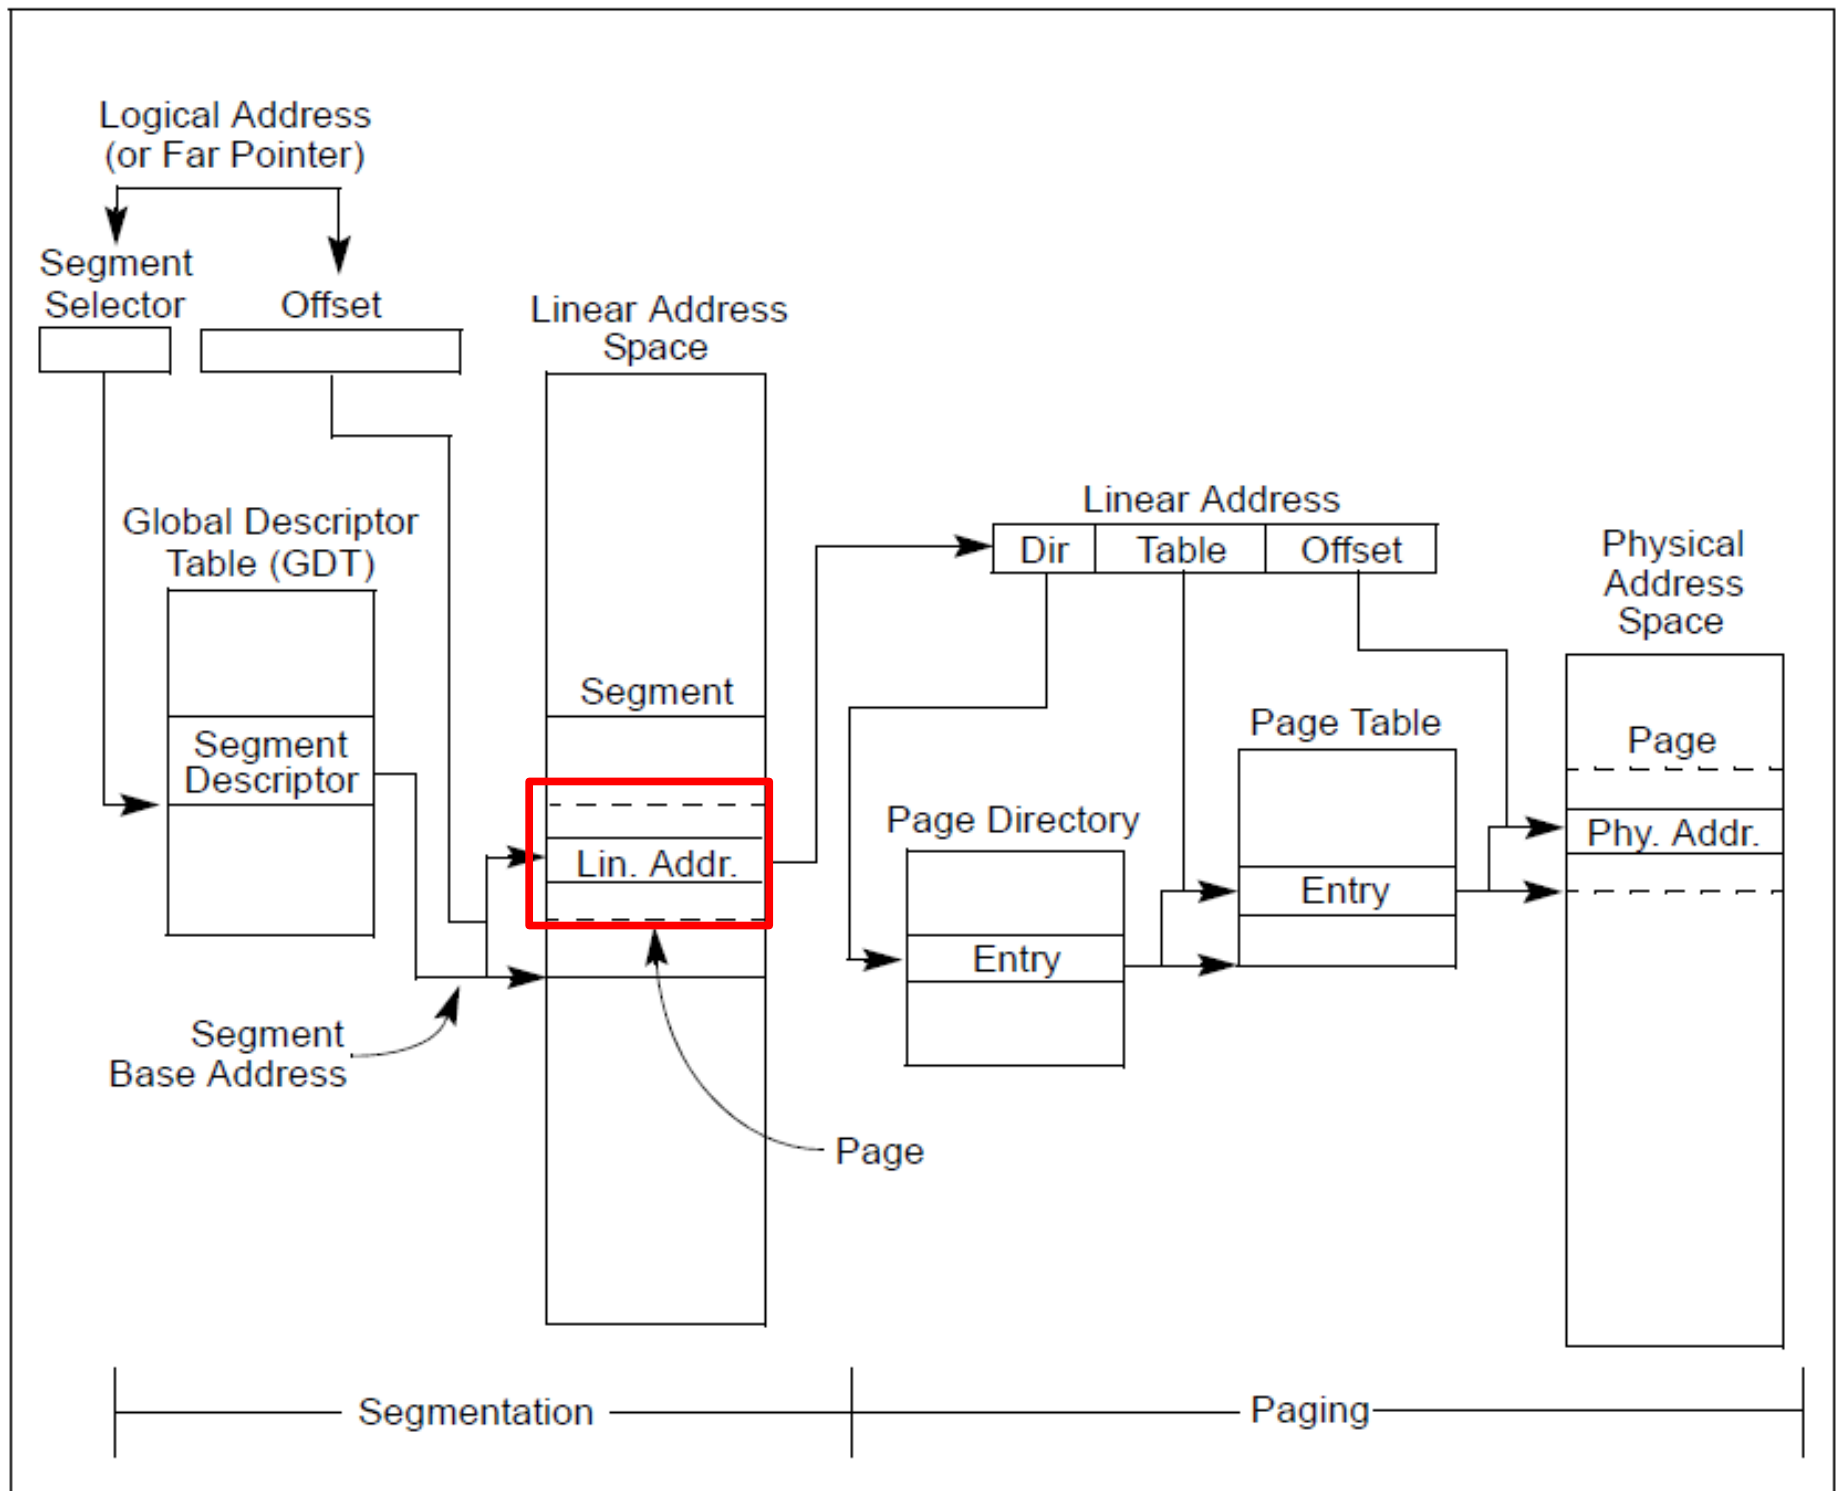 Logical Address
(or Far Pointer)
Segment
Selector
Offset
Linear Address
Space
Global Descriptor
Table (GDT)
Segment
Descriptor
Segment
Lin. Addr.
Segment
Base Address
Page
Linear Address
Dir
Table
Offset
Physical
Address
Space
Page Table
Page
Page Directory
Phy. Addr.
Entry
Entry
Segmentation
Paging